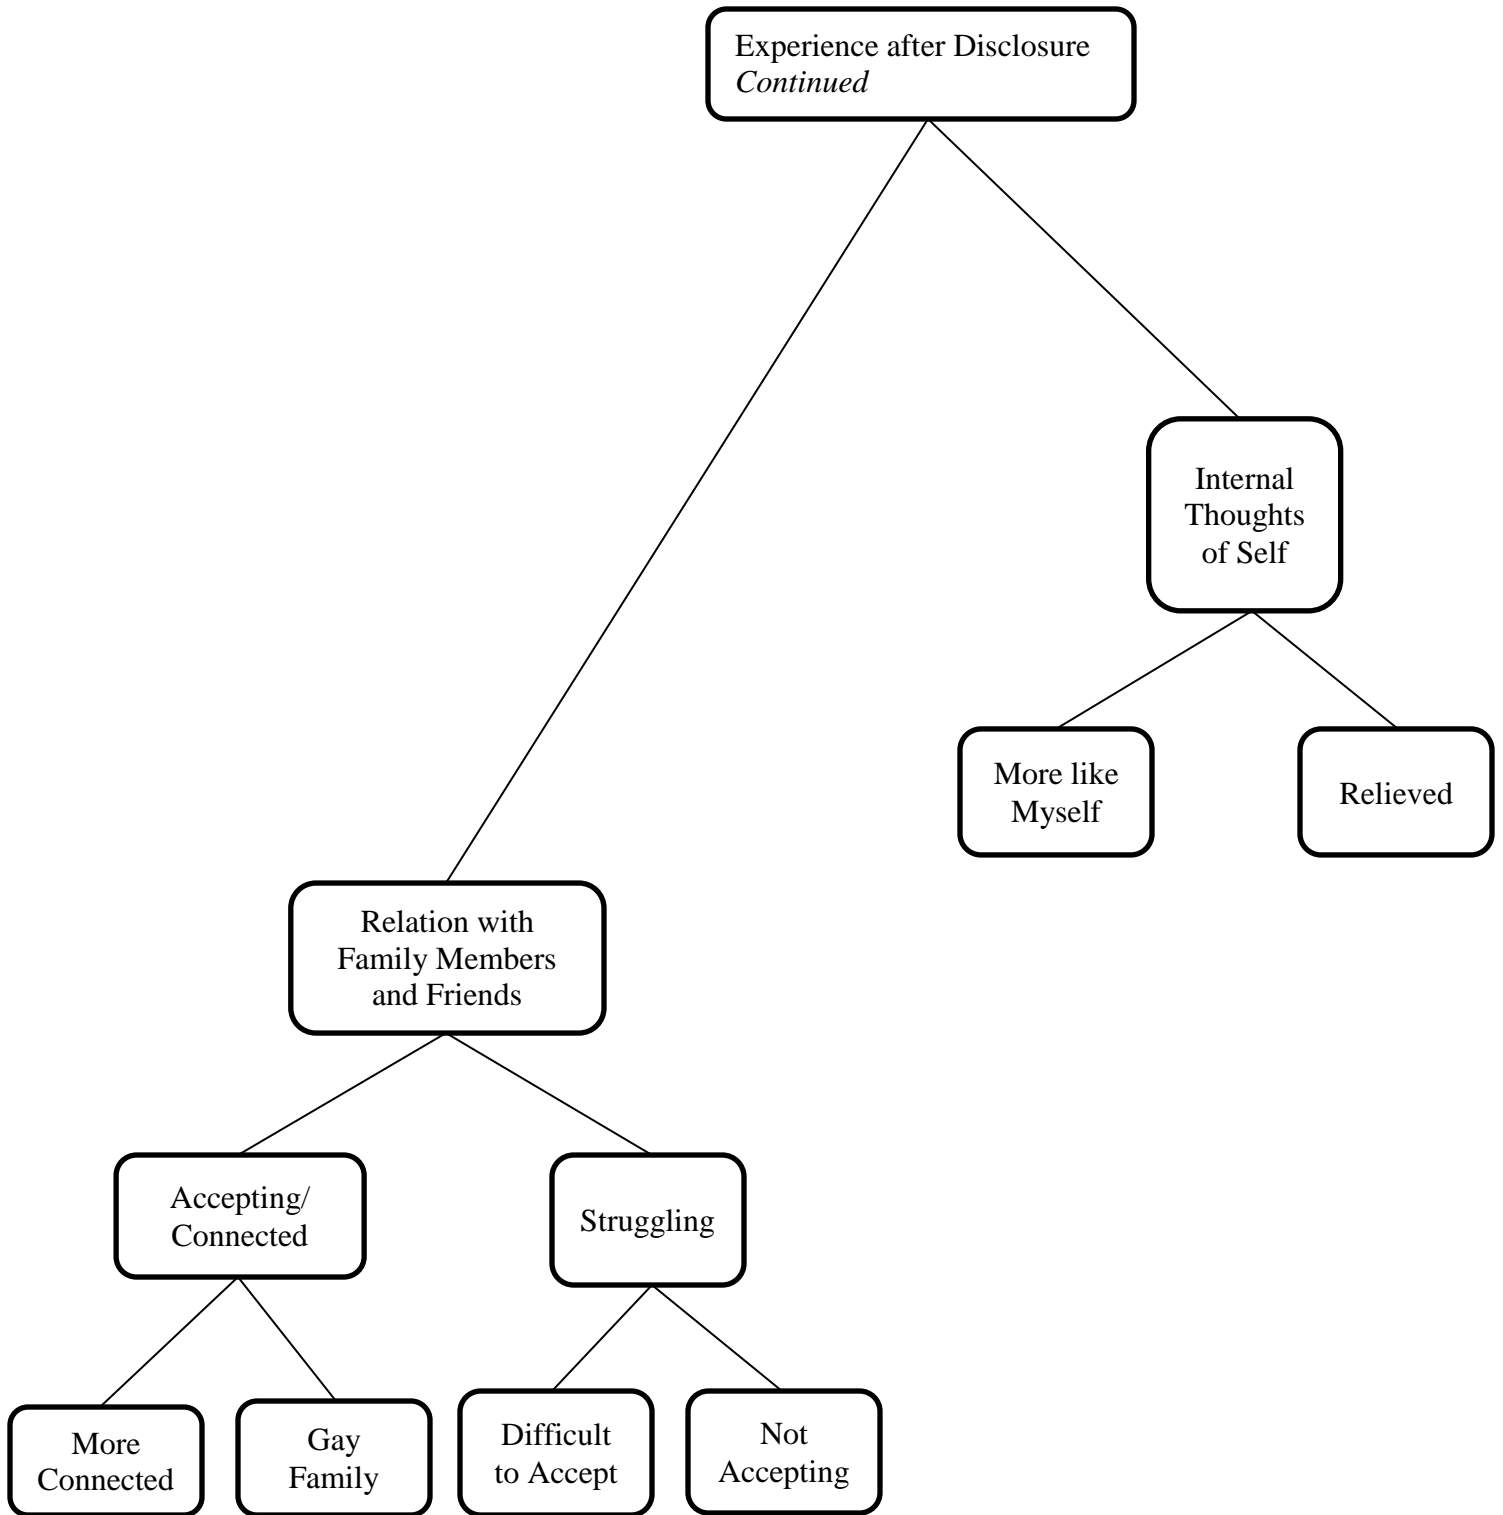 Experience after Disclosure
Continued
Internal
Thoughts
of Self
More like
Myself
Relieved
Relation with
Family Members
and Friends
Accepting/
Connected
Struggling
More
Connected
Gay
Family
Difficult
to Accept
Not
Accepting